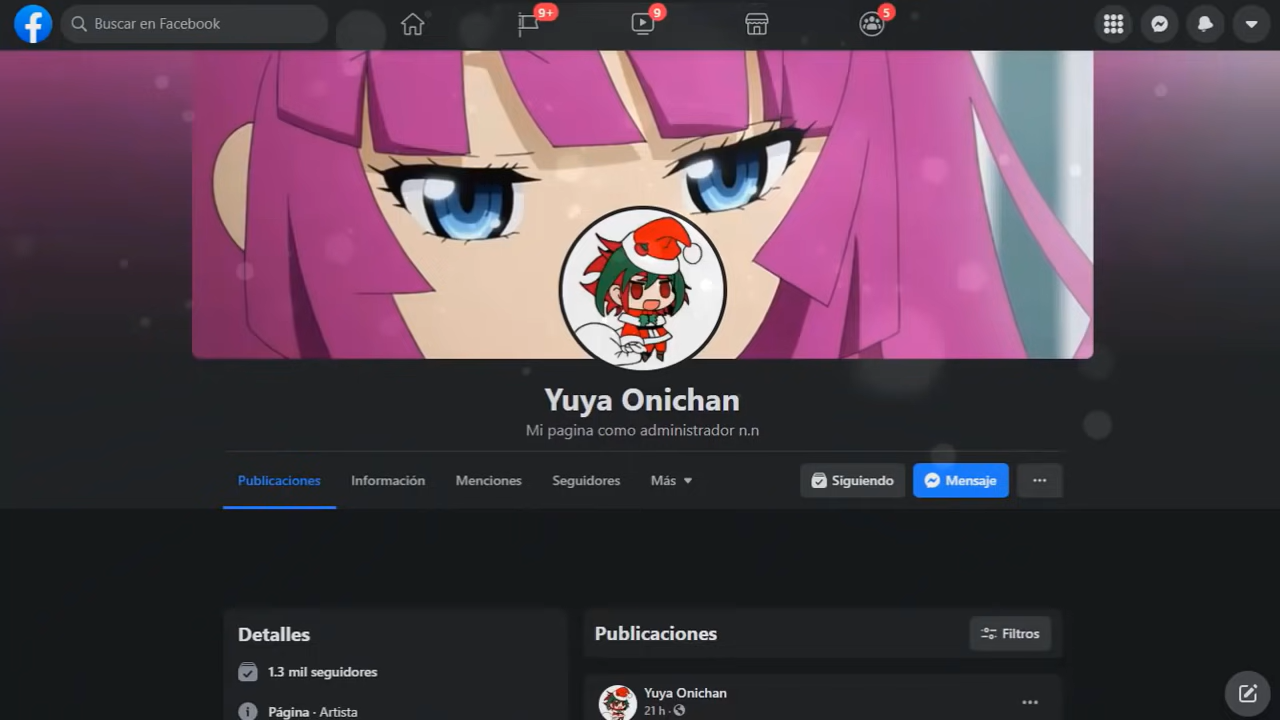 Buscar en Facebook
9+
9
5
Yuya Onichan
Mi pagina como administrador n.n
Publicaciones
Información
Menciones
Seguidores
Más
Siguiendo
Mensaje
Detalles
1.3 mil seguidores
Página · Artista
Publicaciones
Filtros
Yuya Onichan
21 h ·